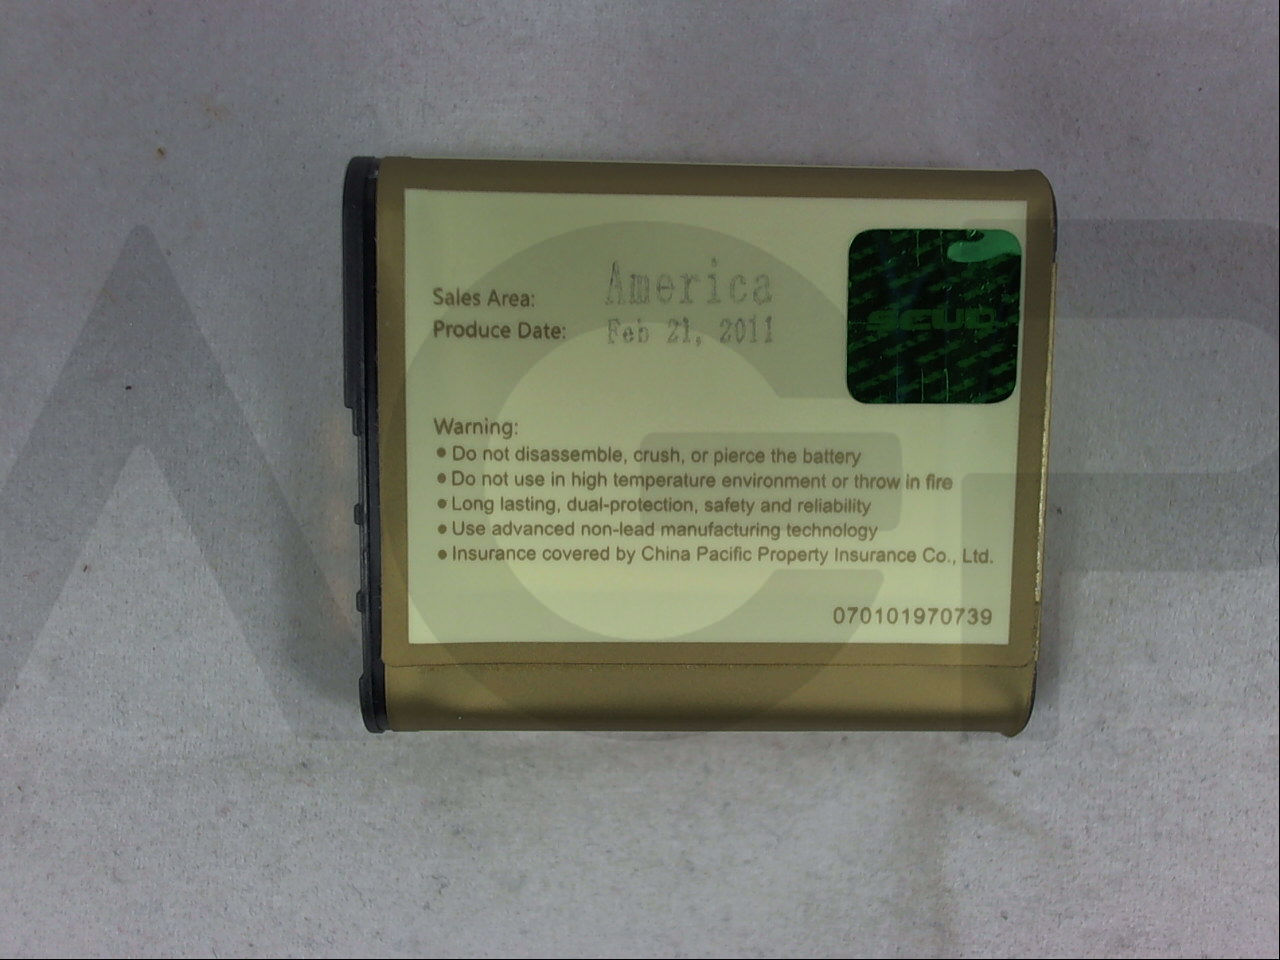 Sales Area: America
Produce Date: Feb 21, 2011
SCUD
Warning:
● Do not disassemble, crush, or pierce the battery
● Do not use in high temperature environment or throw in fire
● Long lasting, dual-protection, safety and reliability
● Use advanced non-lead manufacturing technology
● Insurance covered by China Pacific Property Insurance Co., Ltd.
070101970739
AGP